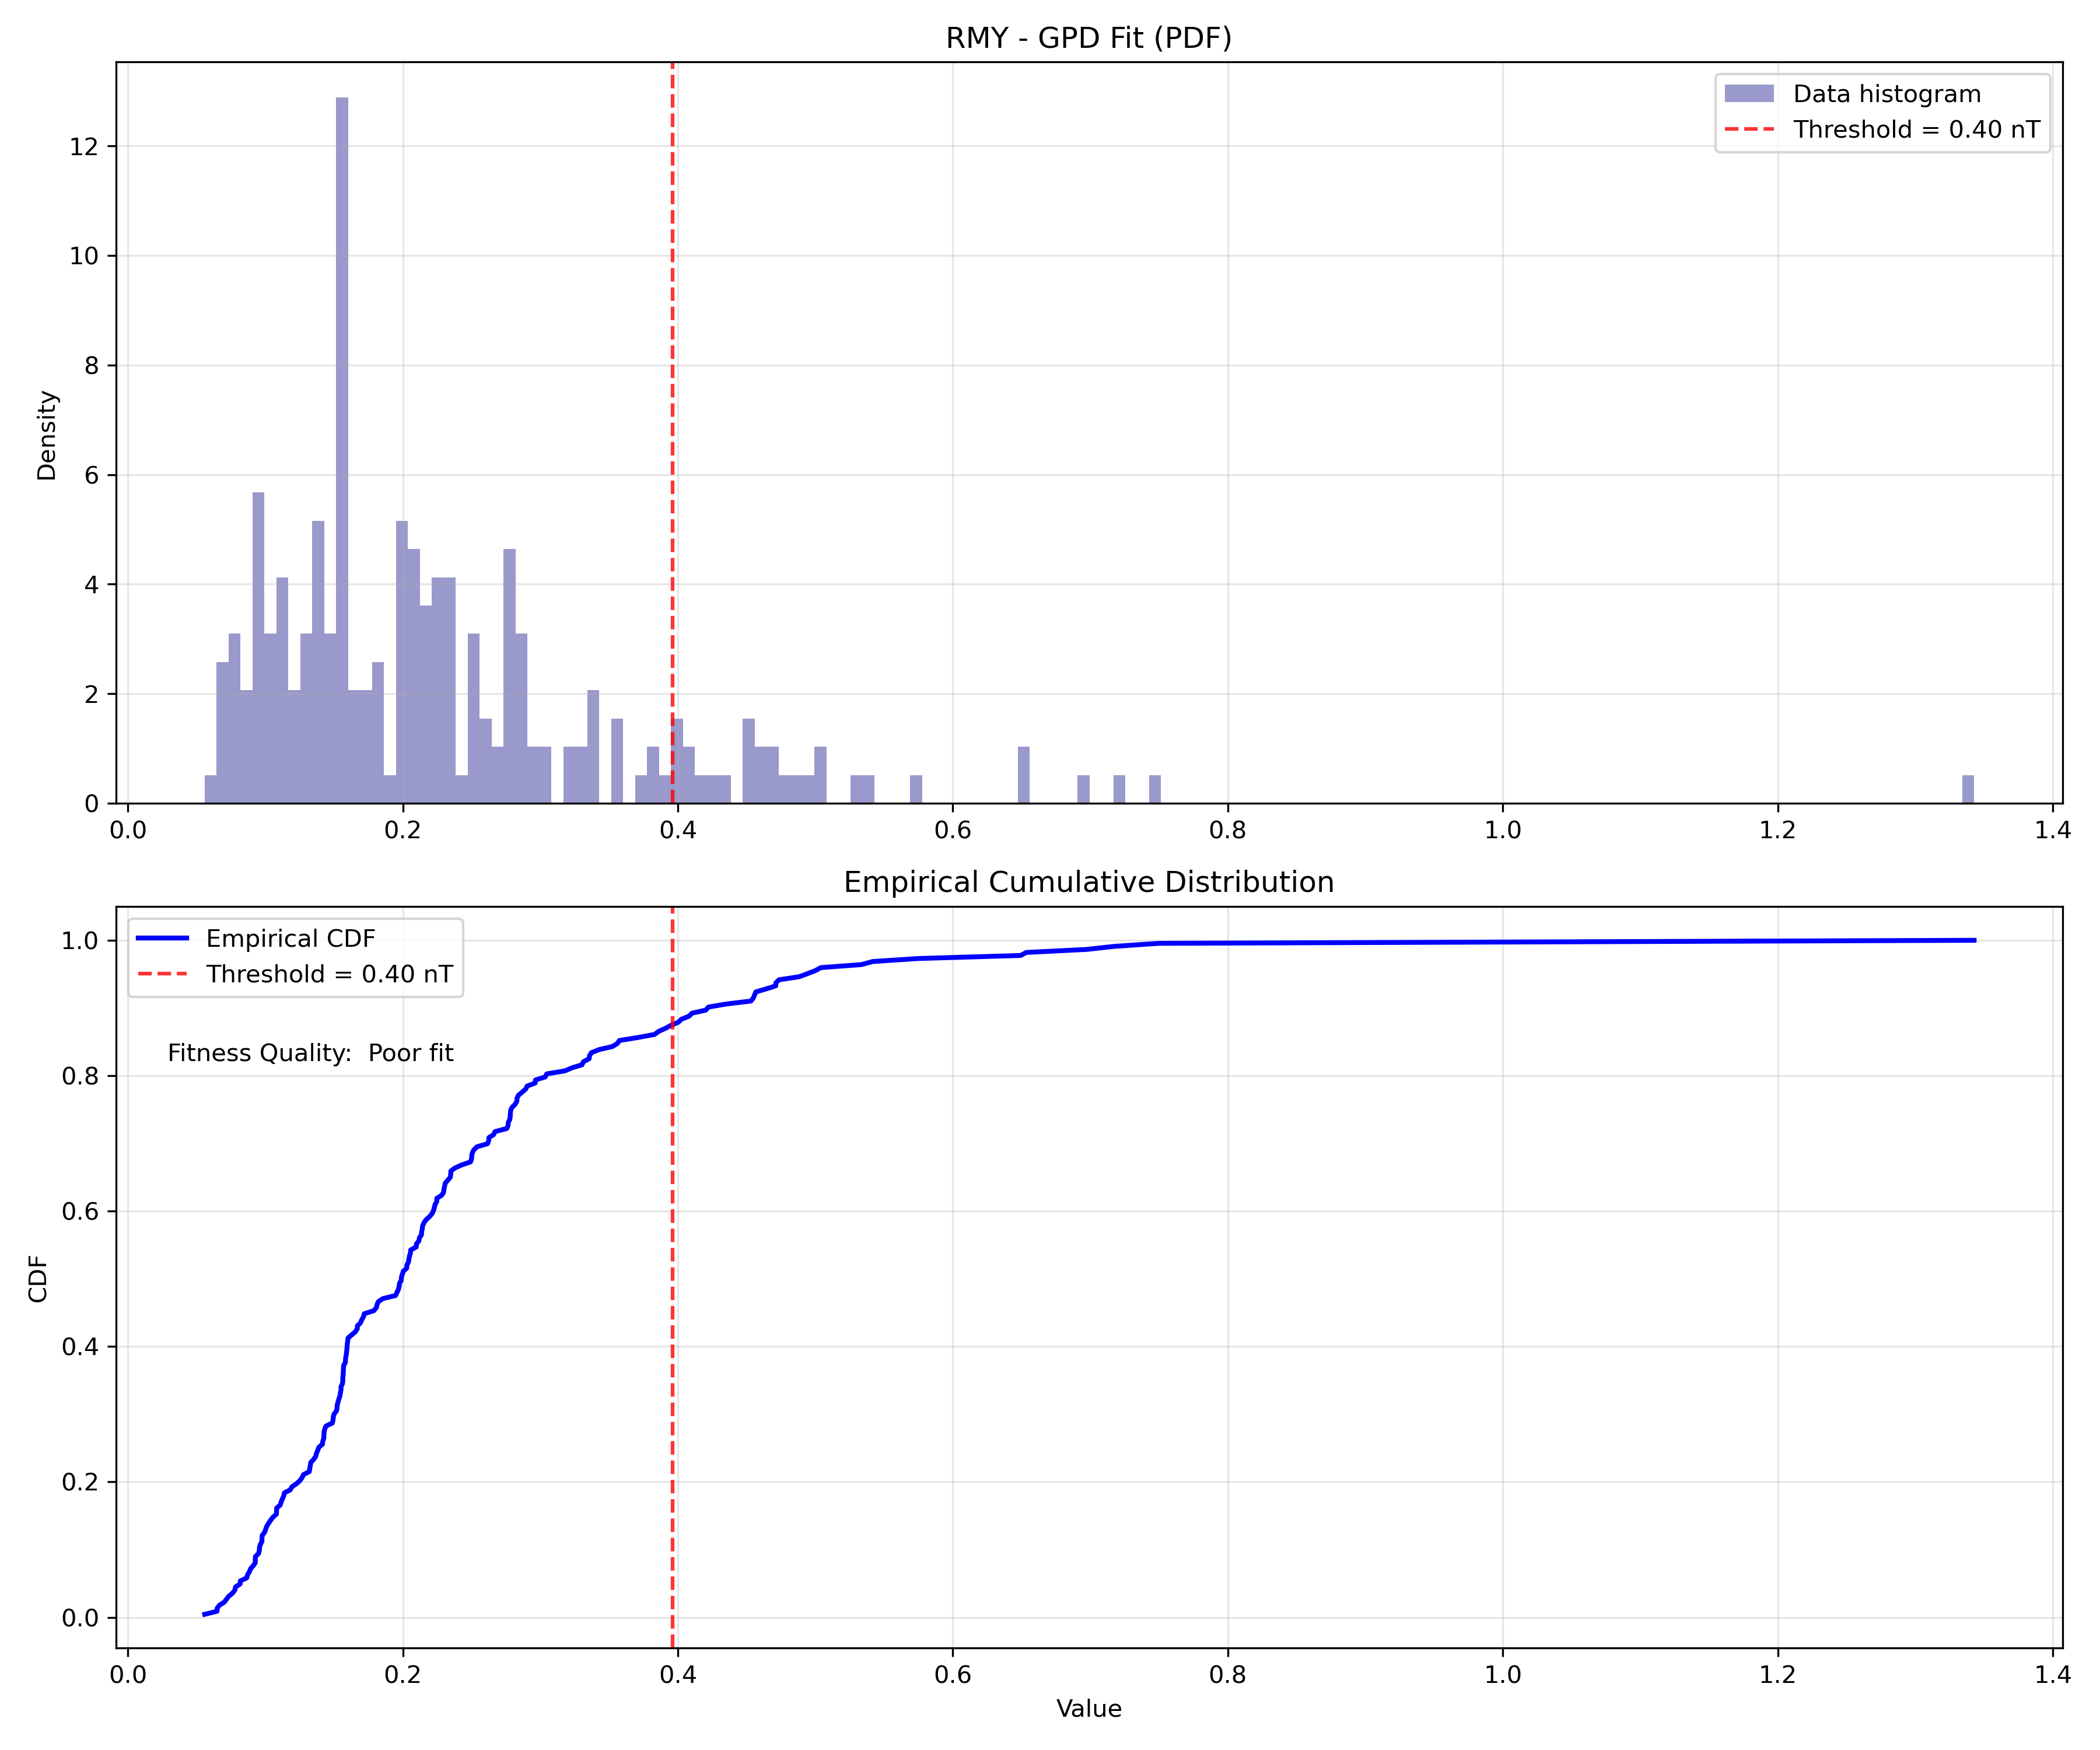 RMY - GPD Fit (PDF)
Density
12
10
8
6
4
2
0
Data histogram
Threshold = 0.40 nT
0.0 0.2 0.4 0.6 0.8 1.0 1.2 1.4
Empirical Cumulative Distribution
CDF
1.0
0.8
0.6
0.4
0.2
0.0
Empirical CDF
Threshold = 0.40 nT
Fitness Quality: Poor fit
0.0 0.2 0.4 0.6 0.8 1.0 1.2 1.4
Value